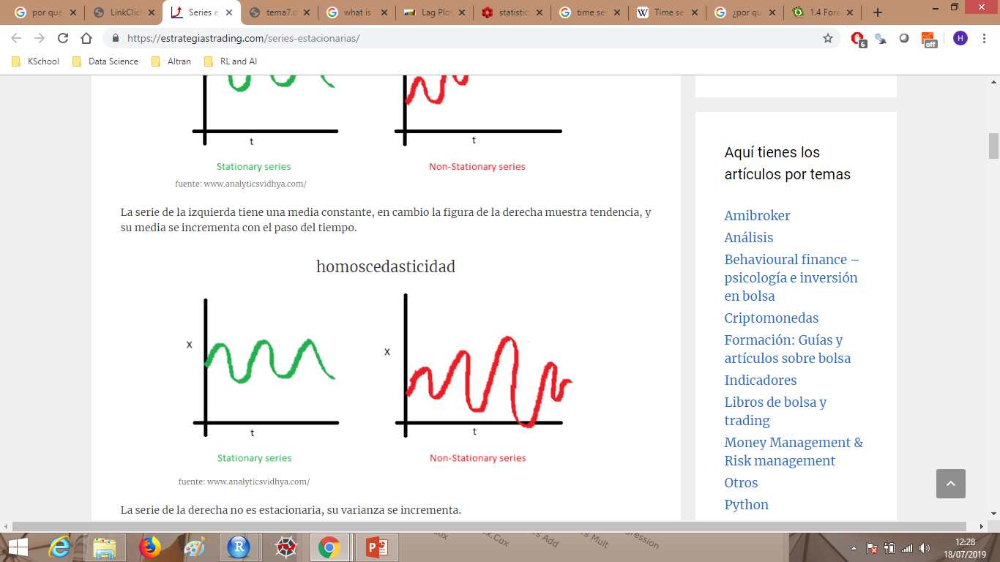 por que
LinkClic
Series e
tema7.
what is
Lag Plo
statistic
time ser
Time se
¿por qu
1.4 Fore
https://estrategiastrading.com/series-estacionarias/
6
off
H
KSchool
Data Science
Altran
RL and AI
t
t
Stationary series
Non-Stationary series
fuente: www.analyticsvidhya.com/
La serie de la izquierda tiene una media constante, en cambio la figura de la derecha muestra tendencia, y
su media se incrementa con el paso del tiempo.
homoscedasticidad
X
X
t
t
Stationary series
Non-Stationary series
fuente: www.analyticsvidhya.com/
La serie de la derecha no es estacionaria, su varianza se incrementa.
Aquí tienes los
artículos por temas
Amibroker
Análisis
Behavioural finance –
psicología e inversión
en bolsa
Criptomonedas
Formación: Guías y
artículos sobre bolsa
Indicadores
Libros de bolsa y
trading
Money Management &
Risk management
Otros
Python
12:28
18/07/2019